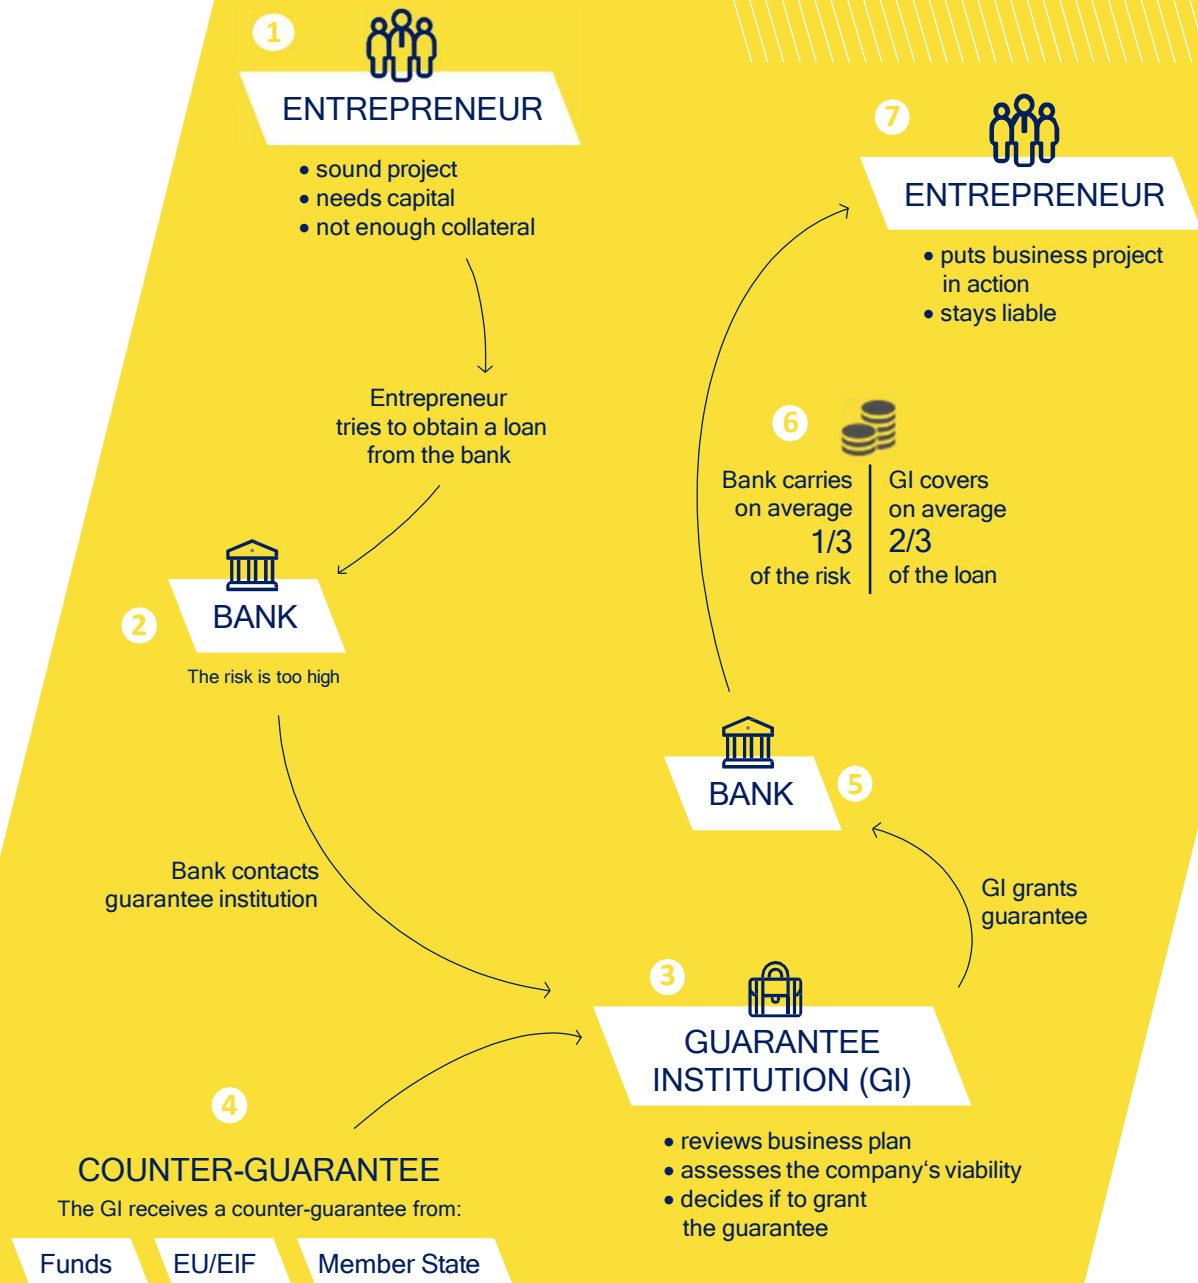 1
ENTREPRENEUR
• sound project
• needs capital
• not enough collateral
Entrepreneur
tries to obtain a loan
from the bank
2
BANK
The risk is too high
Bank contacts
guarantee institution
3
GUARANTEE
INSTITUTION (GI)
• reviews business plan
• assesses the company‘s viability
• decides if to grant
the guarantee
4
COUNTER-GUARANTEE
The GI receives a counter-guarantee from:
Funds
EU/EIF
Member State
GI grants
guarantee
5
BANK
6
Bank carries
on average
1/3
of the risk
GI covers
on average
2/3
of the loan
7
ENTREPRENEUR
• puts business project
in action
• stays liable